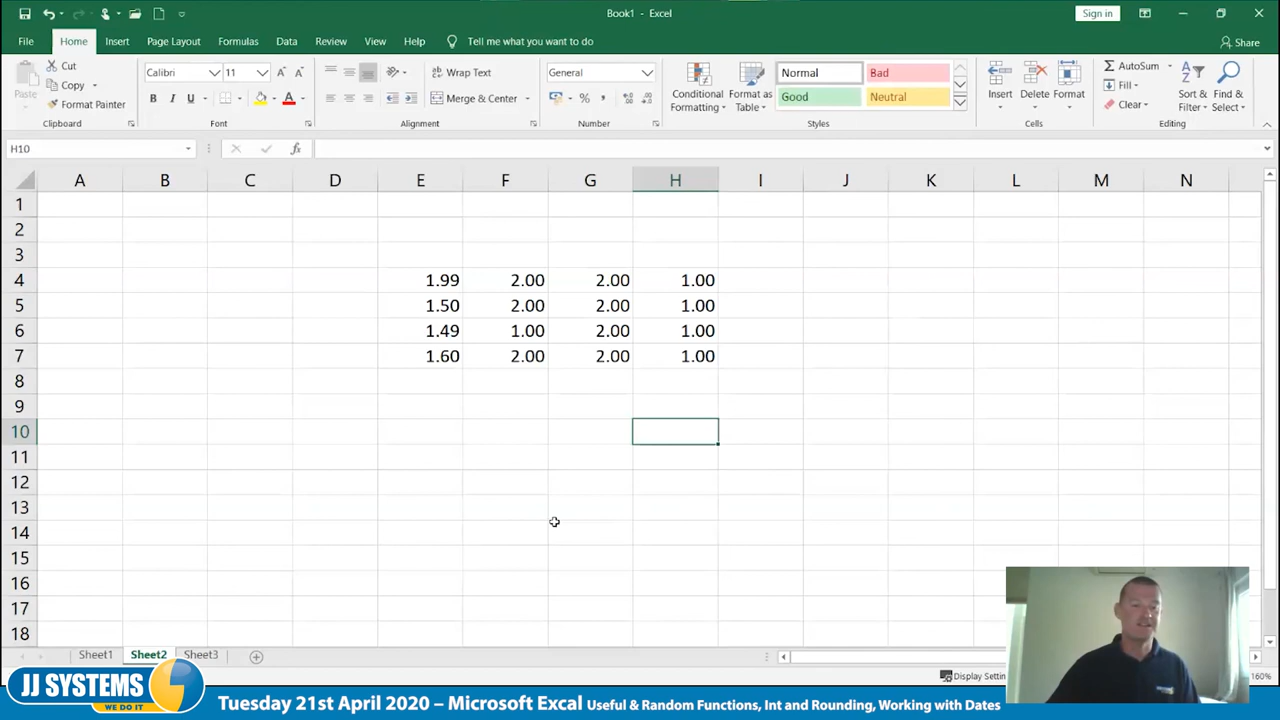 Book1 - Excel
Sign in
File Home Insert Page Layout Formulas Data Review View Help Tell me what you want to do
Share
Paste
Cut
Copy
Format Painter
Clipboard
Calibri 11
B I U
Font
Wrap Text
Merge & Center
Alignment
General
% ,
Number
Conditional Formatting
Format as Table
Normal Bad
Good Neutral
Styles
Insert Delete Format
Cells
AutoSum
Fill
Clear
Sort & Filter
Find & Select
Editing
H10
fx
A B C D E F G H I J K L M N
1
2
3
4 1.99 2.00 2.00 1.00
5 1.50 2.00 2.00 1.00
6 1.49 1.00 2.00 1.00
7 1.60 2.00 2.00 1.00
8
9
10
11
12
13
14
15
16
17
18
Sheet1 Sheet2 Sheet3
Display Settin
160%
JJ SYSTEMS
WE DO IT
Tuesday 21st April 2020 – Microsoft Excal Useful & Random Functions, Int and Rounding, Working with Dates